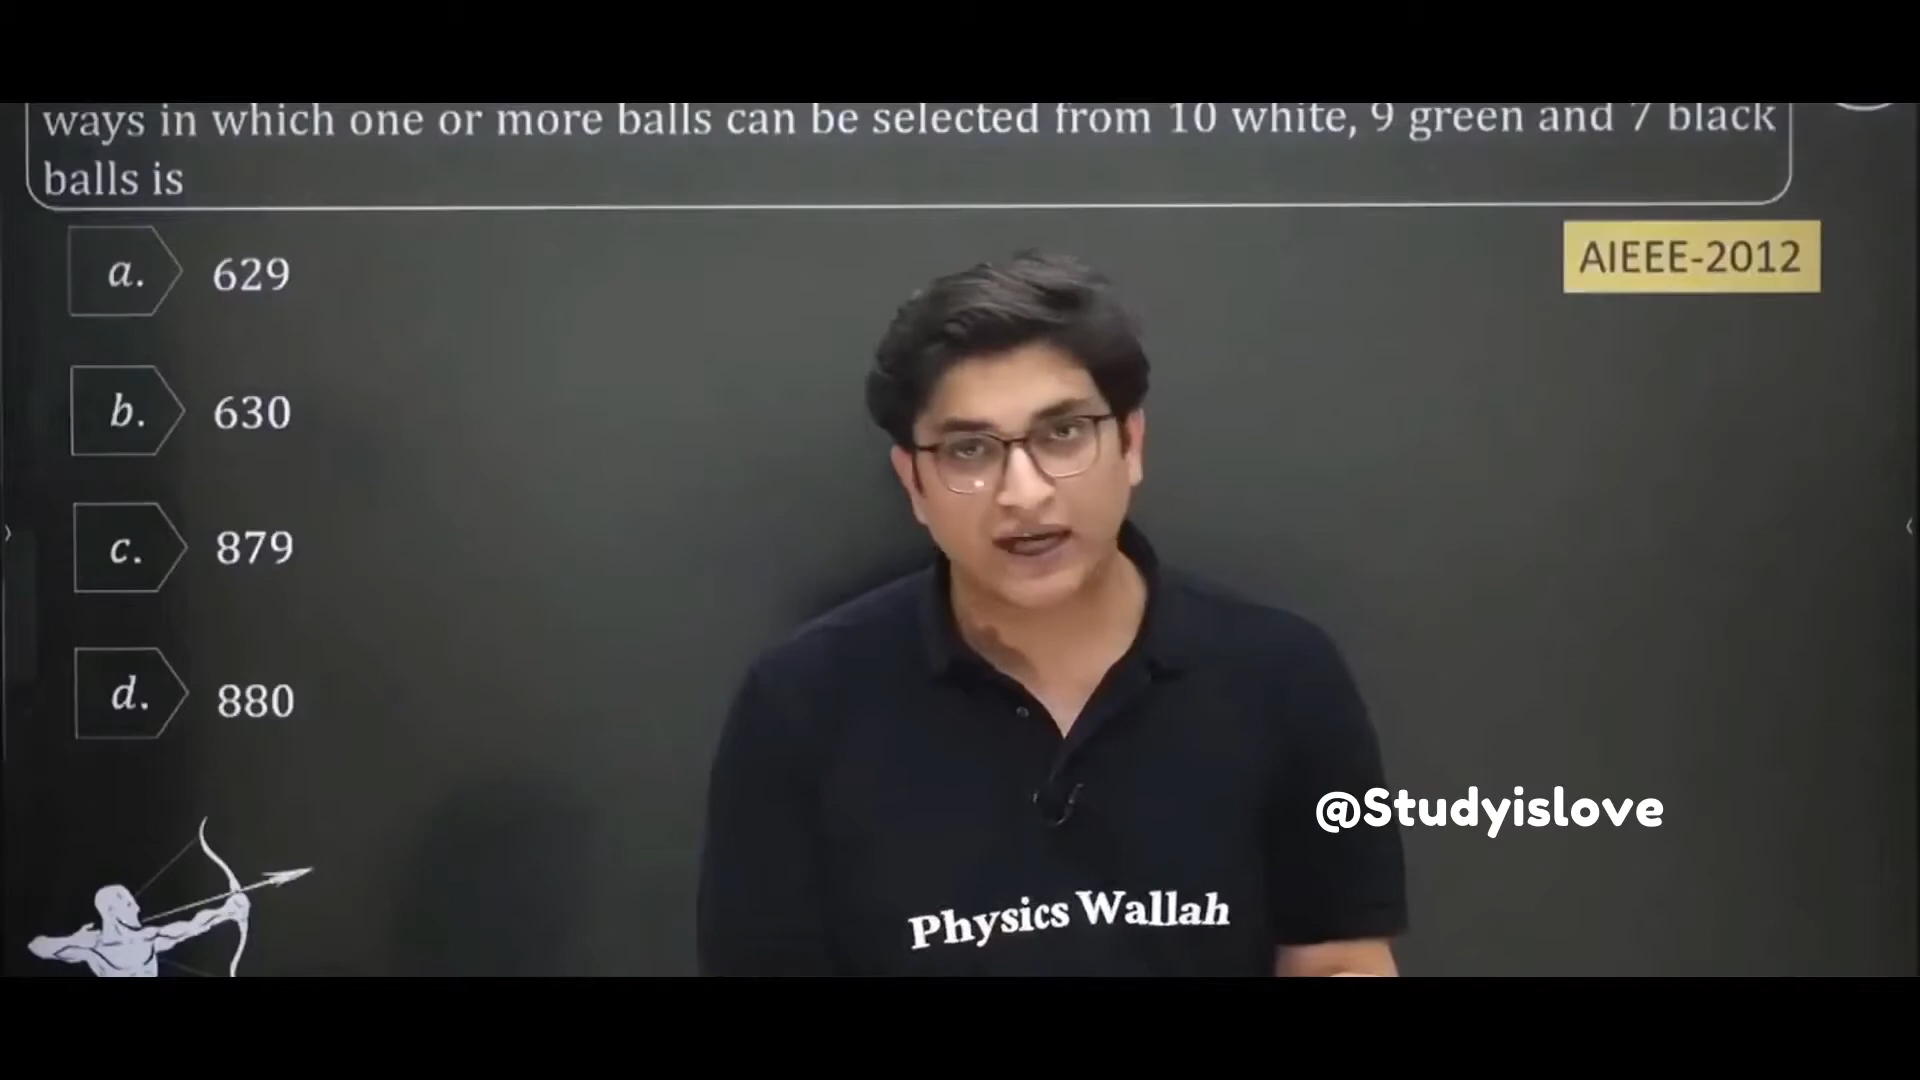 ways in which one or more balls can be selected from 10 white, 9 green and 7 black
balls is
AIEEE-2012
a. 629
b. 630
c. 879
d. 880
@Studyislove
Physics Wallah